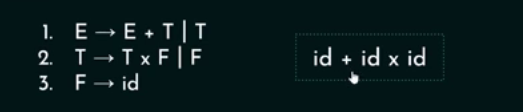 1. E → E + T | T
2. T → T x F | F
3. F → id
id + id x id